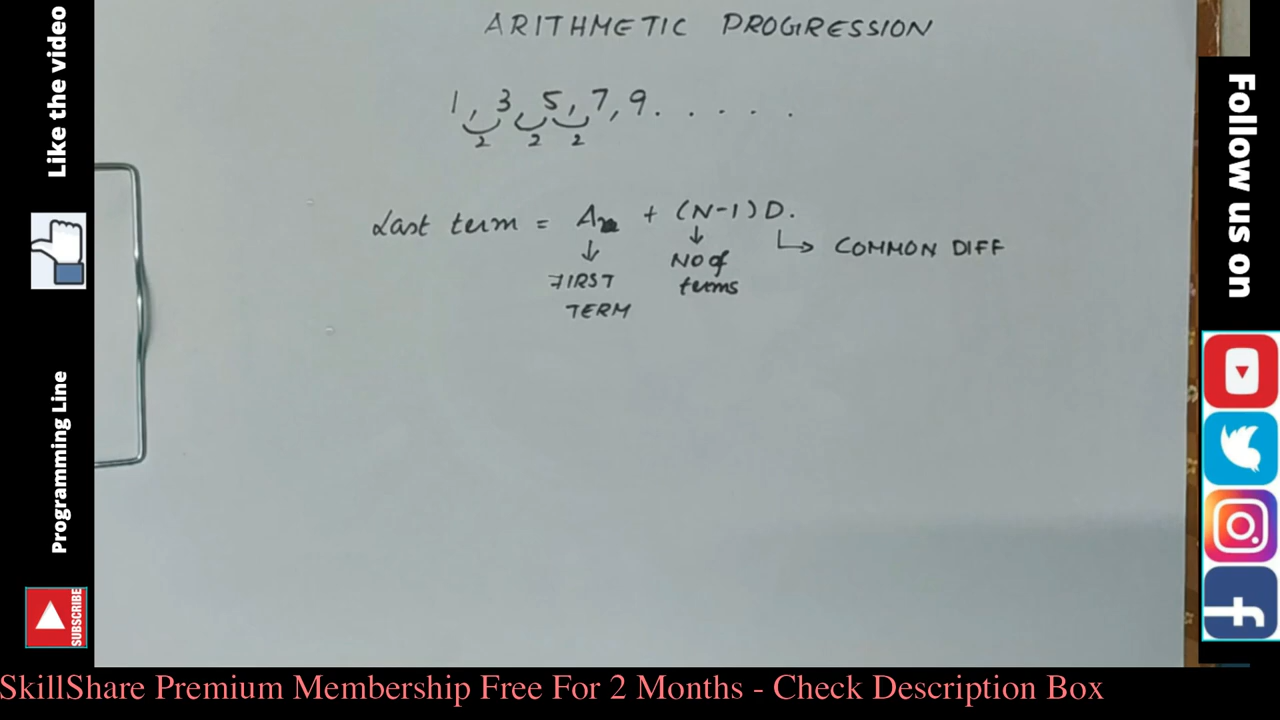 ARITHMETIC PROGRESSION
1, 3, 5, 7, 9 . . . . .
2 2 2
Last term = A + (N-1) D.
COMMON DIFF
FIRST
TERM
NO of
terms
Like the video
Programming Line
SUBSCRIBE
Follow us on
SkillShare Premium Membership Free For 2 Months - Check Description Box